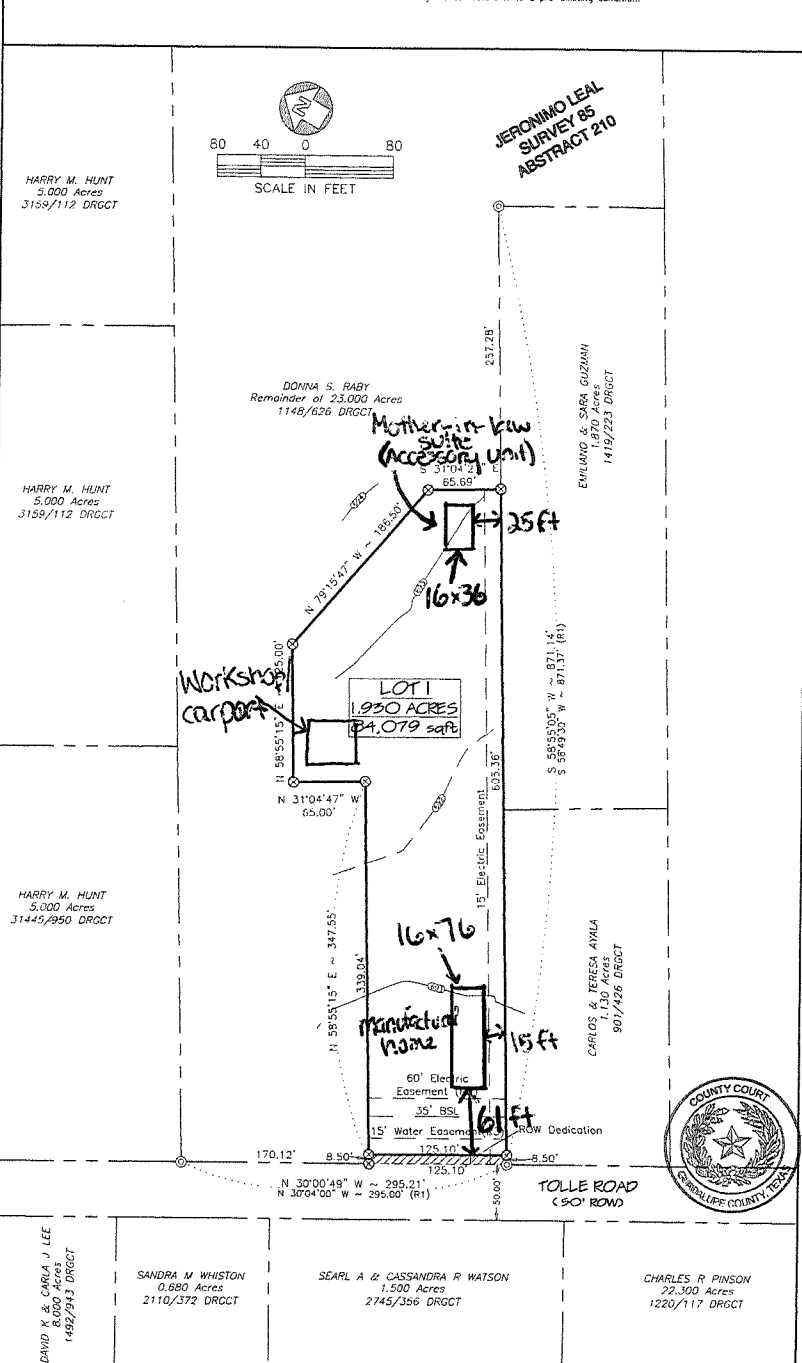 JERONIMO LEAL
SURVEY 85
ABSTRACT 210
N
80 40 0 80
SCALE IN FEET
HARRY M. HUNT
5.000 Acres
3159/112 DRGCT
257.28'
EMILIANO & SARA GUZMAN
1.870 Acres
1419/223 DRGCT
DONNA S. RABY
Remainder of 23.000 Acres
1148/626 DRGCT
Mother-in-law
suite
(Accessory unit)
65.69'
25ft
16x36
HARRY M. HUNT
5.000 Acres
3159/112 DRGCT
N 79°15'47" W ~ 186.50'
S 58°55'05" W ~ 871.14'
S 58°49'30" W ~ 871.37' (R1)
Workshop/
carport
N 58°55'15" E
LOT 1
1.930 ACRES
84,079 sqft
605.36'
N 31°04'47" W
65.00'
15' Electric Easement
HARRY M. HUNT
5.000 Acres
31445/950 DRGCT
N 58°55'15" E ~ 347.55'
339.04'
16x76
manufactured
home
15ft
CARLOS & TERESA AYALA
1.130 Acres
901/426 DRGCT
60' Electric
Easement
35' BSL
61ft
15' Water Easement
ROW Dedication
170.12'
8.50'
125.10'
125.10'
8.50'
N 30°00'49" W ~ 295.21'
N 30°04'00" W ~ 295.00' (R1)
50.00'
TOLLE ROAD
(50' ROW)
COUNTY COURT
GUADALUPE COUNTY, TEXAS
DAVID K & CARLA J LEE
8.000 Acres
1492/943 DRGCT
SANDRA M WHISTON
0.680 Acres
2110/372 DRGCT
SEARL A & CASSANDRA R WATSON
1.500 Acres
2745/356 DRGCT
CHARLES R PINSON
22.300 Acres
1220/117 DRGCT